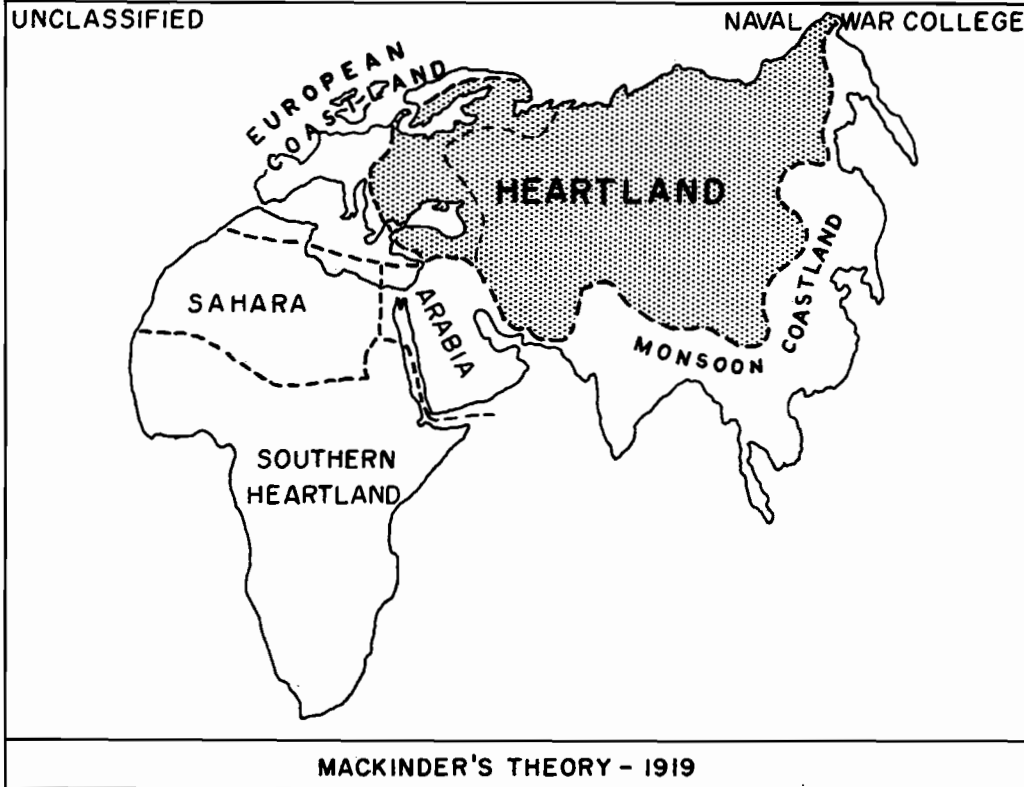 UNCLASSIFIED
NAVAL WAR COLLEGE
EUROPEAN
COASTLAND
HEARTLAND
SAHARA
ARABIA
MONSOON
COASTLAND
SOUTHERN
HEARTLAND
MACKINDER'S THEORY - 1919